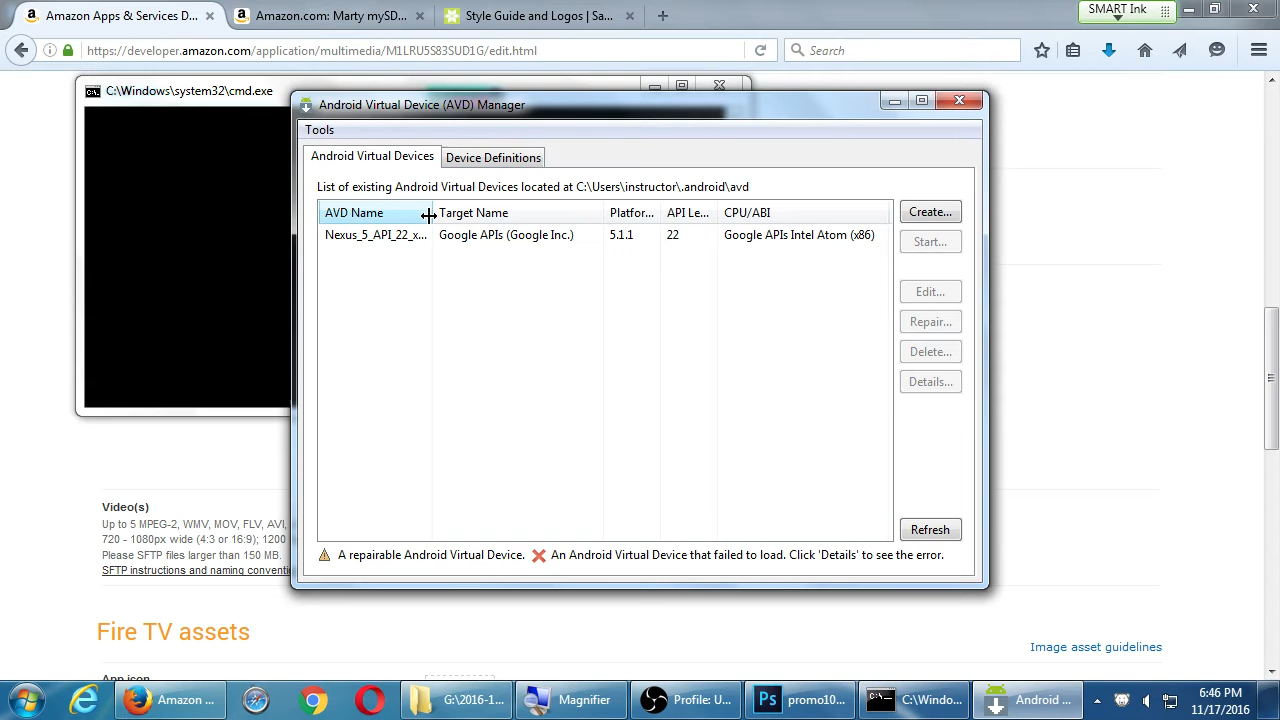 Amazon Apps & Services D...
Amazon.com: Marty mySD...
Style Guide and Logos | Sa...
SMART Ink
https://developer.amazon.com/application/multimedia/M1LRU5S83SUD1G/edit.html
Search
C:\Windows\system32\cmd.exe
Android Virtual Device (AVD) Manager
Tools
Android Virtual Devices
Device Definitions
List of existing Android Virtual Devices located at C:\Users\instructor\.android\avd
AVD Name
Target Name
Platfor...
API Le...
CPU/ABI
Nexus_5_API_22_x...
Google APIs (Google Inc.)
5.1.1
22
Google APIs Intel Atom (x86)
Create...
Start...
Edit...
Repair...
Delete...
Details...
Refresh
A repairable Android Virtual Device.
An Android Virtual Device that failed to load. Click 'Details' to see the error.
Video(s)
Up to 5 MPEG-2, WMV, MOV, FLV, AVI,
720 - 1080px wide (4:3 or 16:9); 1200
Please SFTP files larger than 150 MB.
SFTP instructions and naming conventi
Fire TV assets
Image asset guidelines
App icon
Amazon ...
G:\2016-1...
Magnifier
Profile: U...
Ps
promo10...
C:\Windo...
Android ...
6:46 PM
11/17/2016